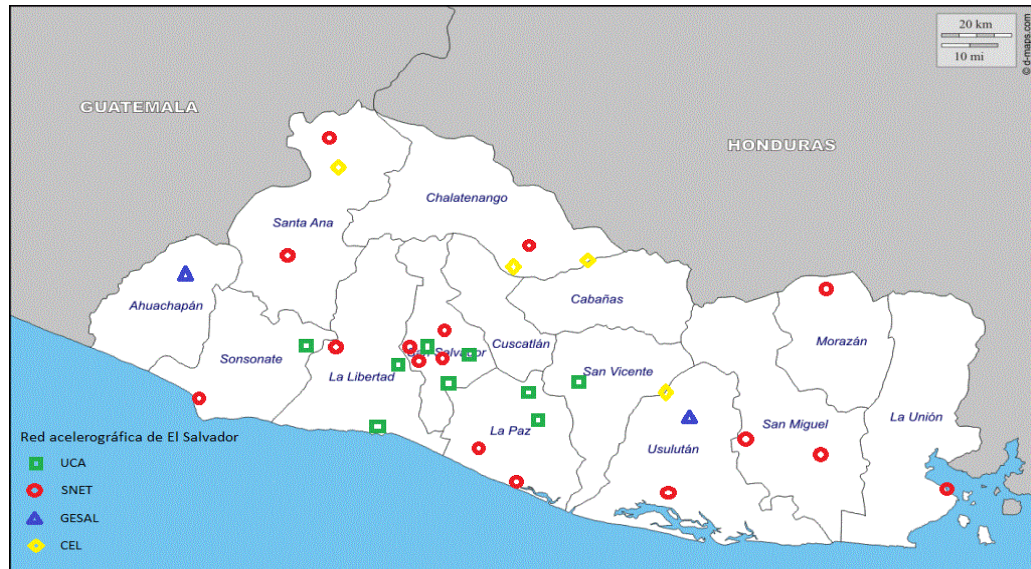 20 km
10 mi
© d-maps.com
GUATEMALA
HONDURAS
Chalatenango
Santa Ana
Ahuachapán
Cabañas
Morazán
Sonsonate
La Libertad
San Salvador
Cuscatlán
San Vicente
La Paz
Usulután
San Miguel
La Unión
Red acelerográfica de El Salvador
UCA
SNET
GESAL
CEL